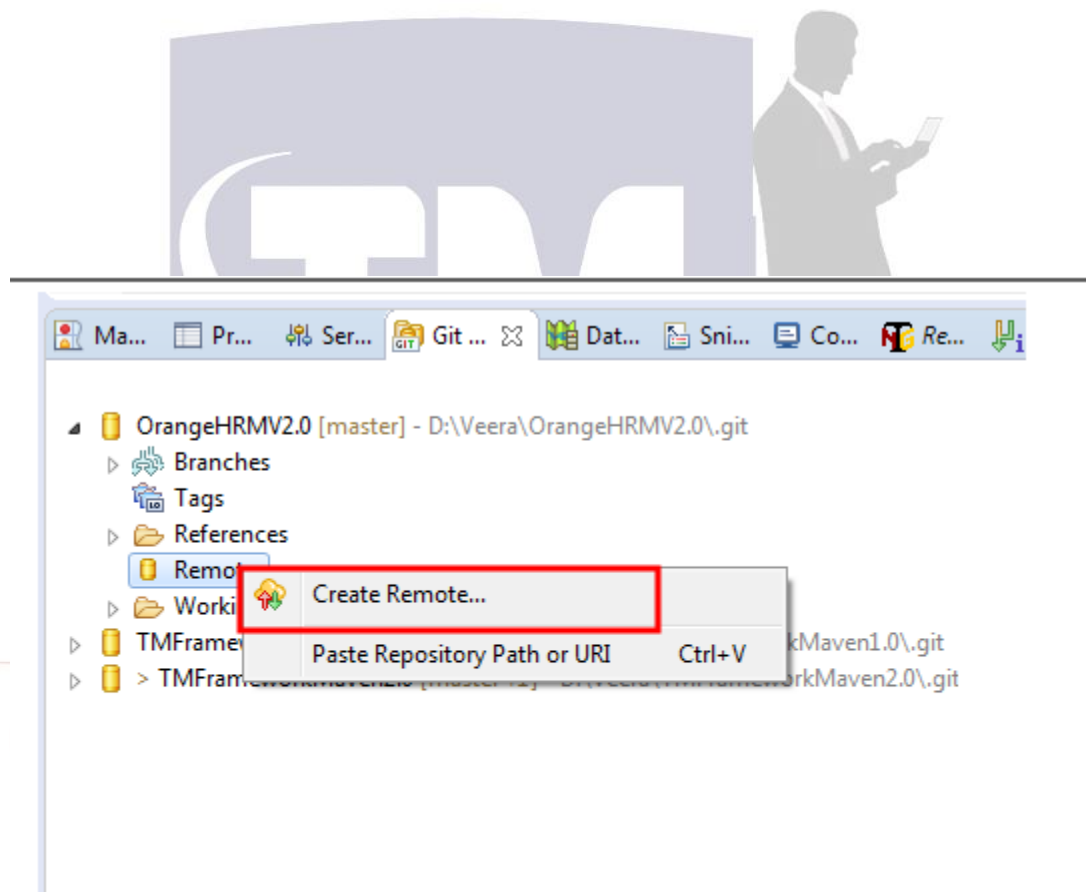 TM
Ma... Pr... Ser... Git ... Dat... Sni... Co... Re...
OrangeHRMV2.0 [master] - D:\Veera\OrangeHRMV2.0\.git
Branches
Tags
References
Remot
Create Remote...
Worki
TMFramew kMaven1.0\.git
Paste Repository Path or URI Ctrl+V
> TMFrameworkMaven2.0 [master ↑1] - D:\Veera\TMFrameworkMaven2.0\.git